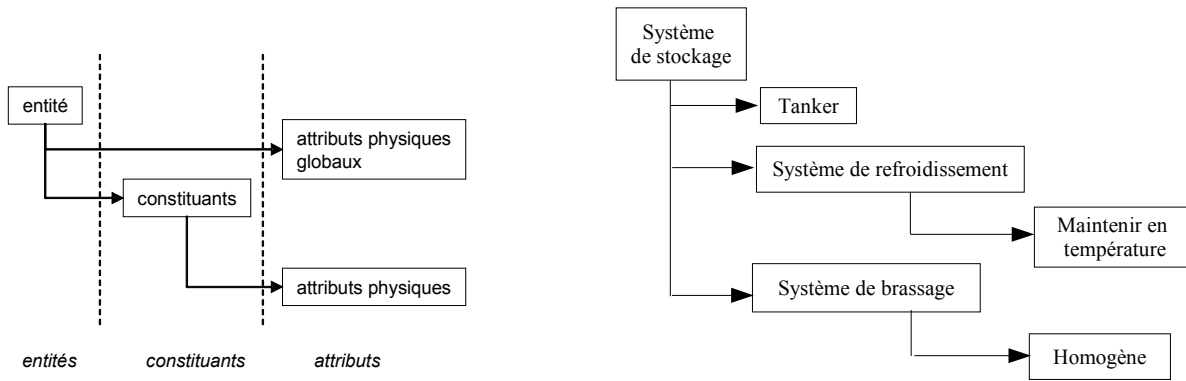 entité
attributs physiques
globaux
constituants
attributs physiques
entités
constituants
attributs
Système
de stockage
Tanker
Système de refroidissement
Maintenir en
température
Système de brassage
Homogène